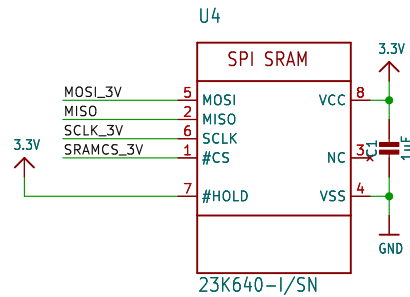 U4
SPI SRAM
3.3V
MOSI_3V 5 MOSI VCC 8
MISO 2 MISO
SCLK_3V 6 SCLK
SRAMCS_3V 1 #CS NC 3
C1 1uF
3.3V
7 #HOLD VSS 4
GND
23K640-I/SN